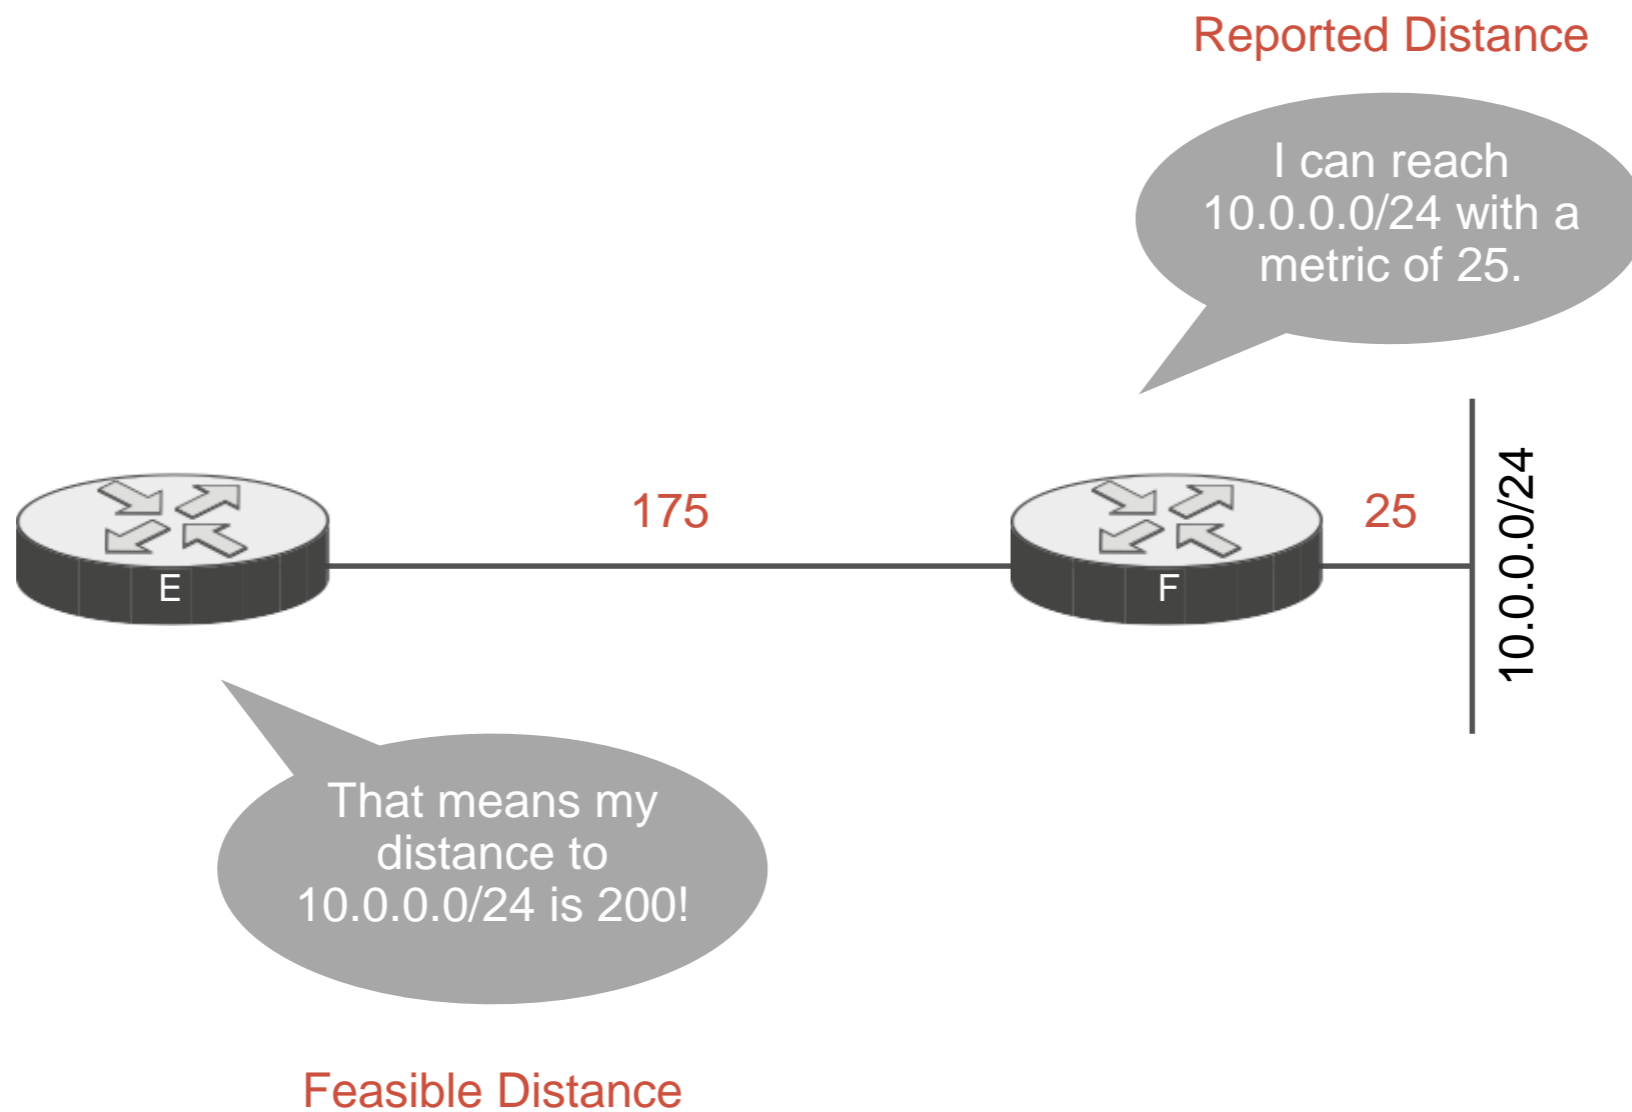 Reported Distance
I can reach
10.0.0.0/24 with a
metric of 25.
175
25
10.0.0.0/24
E
F
That means my
distance to
10.0.0.0/24 is 200!
Feasible Distance